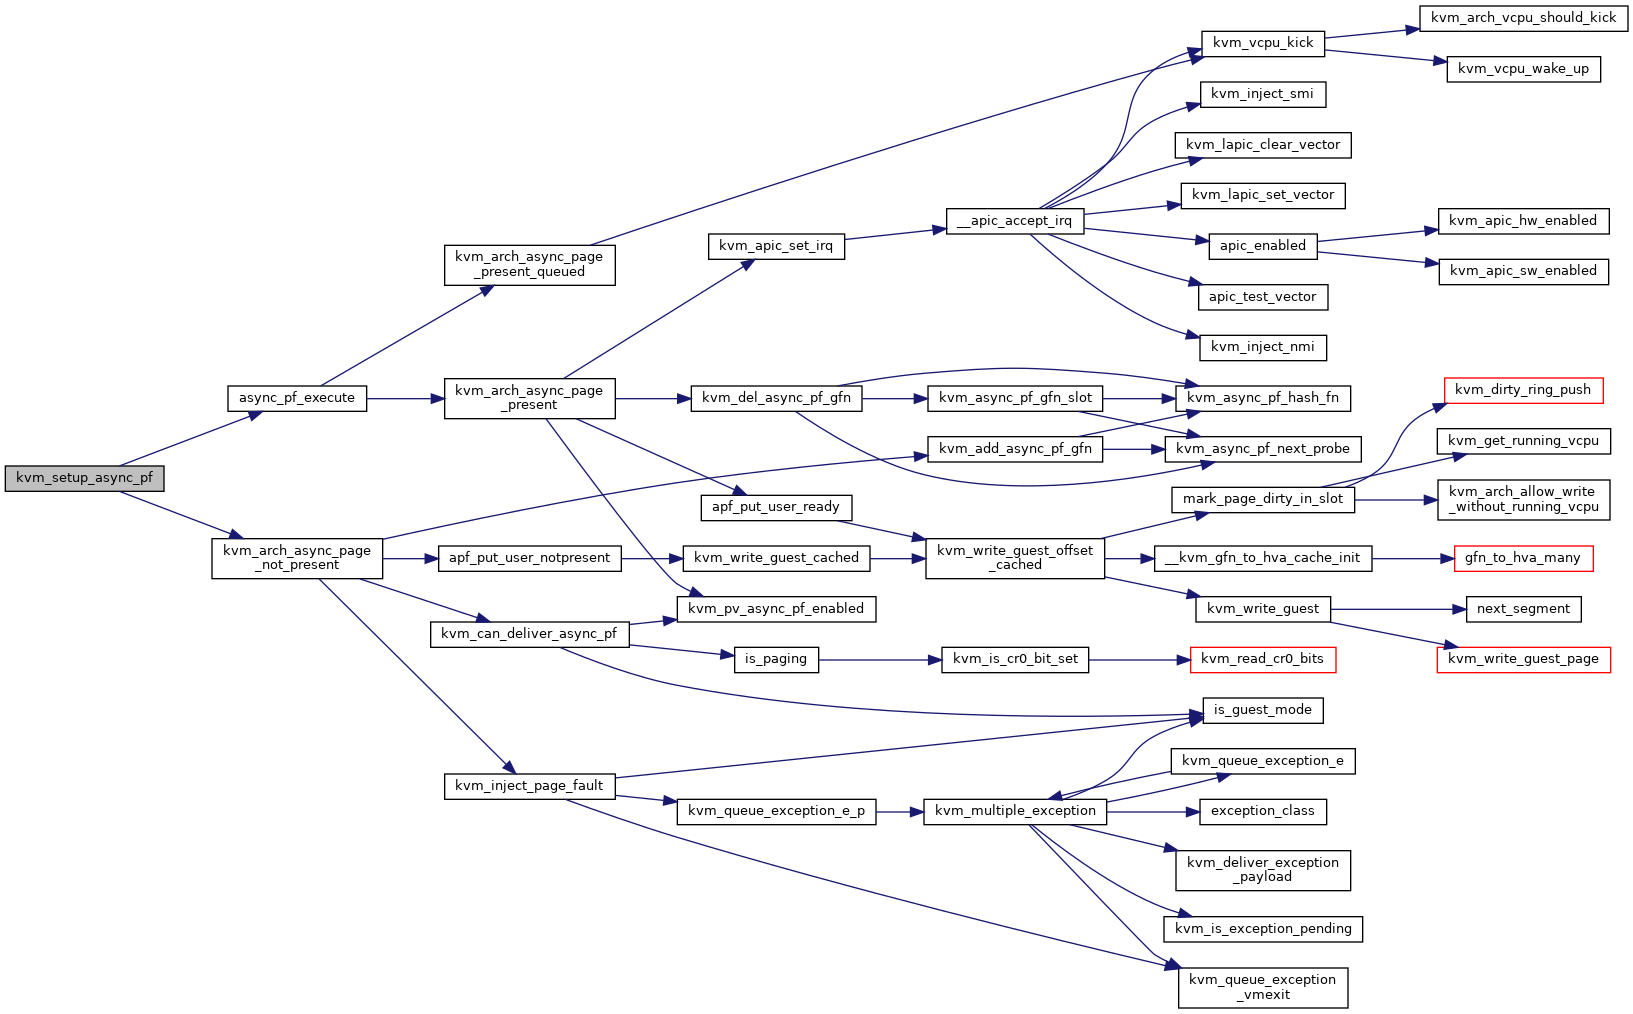 kvm_arch_vcpu_should_kick
kvm_vcpu_kick
kvm_vcpu_wake_up
kvm_inject_smi
kvm_lapic_clear_vector
kvm_lapic_set_vector
__apic_accept_irq
kvm_apic_hw_enabled
kvm_apic_set_irq
apic_enabled
kvm_arch_async_page
_present_queued
kvm_apic_sw_enabled
apic_test_vector
kvm_inject_nmi
kvm_dirty_ring_push
async_pf_execute
kvm_arch_async_page
_present
kvm_del_async_pf_gfn
kvm_async_pf_gfn_slot
kvm_async_pf_hash_fn
kvm_get_running_vcpu
kvm_add_async_pf_gfn
kvm_async_pf_next_probe
kvm_setup_async_pf
mark_page_dirty_in_slot
kvm_arch_allow_write
_without_running_vcpu
apf_put_user_ready
kvm_arch_async_page
_not_present
apf_put_user_notpresent
kvm_write_guest_cached
kvm_write_guest_offset
_cached
__kvm_gfn_to_hva_cache_init
gfn_to_hva_many
kvm_pv_async_pf_enabled
kvm_write_guest
next_segment
kvm_can_deliver_async_pf
is_paging
kvm_is_cr0_bit_set
kvm_read_cr0_bits
kvm_write_guest_page
is_guest_mode
kvm_queue_exception_e
kvm_inject_page_fault
kvm_queue_exception_e_p
kvm_multiple_exception
exception_class
kvm_deliver_exception
_payload
kvm_is_exception_pending
kvm_queue_exception
_vmexit